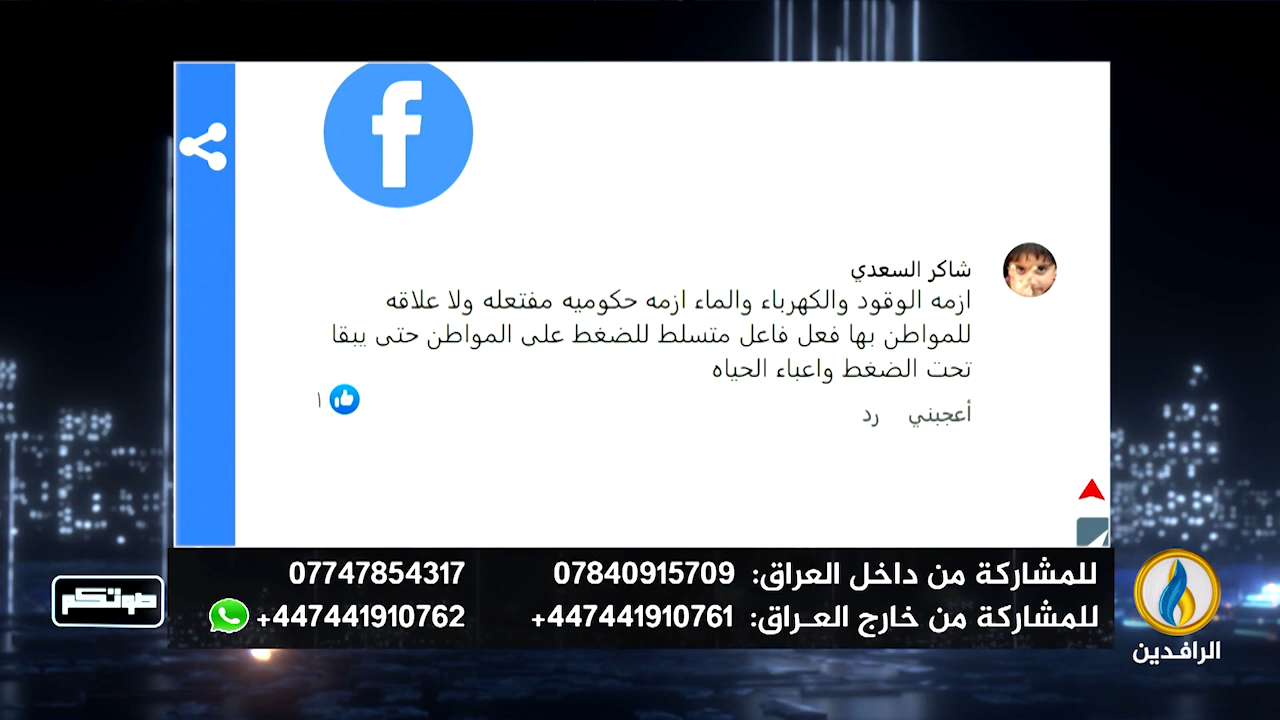 شاكر السعدي
ازمه الوقود والكهرباء والماء ازمه حكوميه مفتعله ولا علاقه
للمواطن بها فعل فاعل متسلط للضغط على المواطن حتى يبقا
تحت الضغط واعباء الحياه
أعجبني رد
١
للمشاركة من داخل العراق: 07840915709 07747854317
للمشاركة من خارج العراق: +447441910761 +447441910762
صوتكم
الرافدين